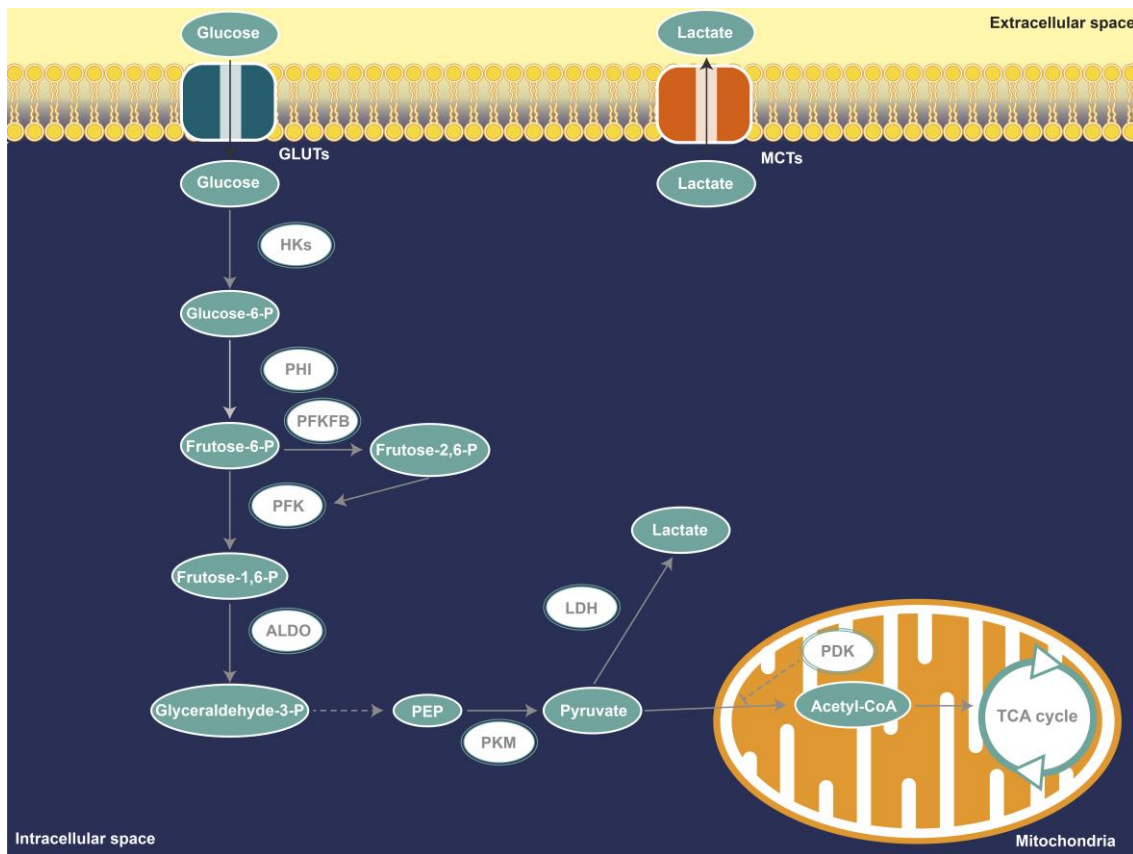 Glucose
Lactate
Extracellular space
GLUTs
MCTs
Glucose
Lactate
HKs
Glucose-6-P
PHI
PFKFB
Frutose-6-P
Frutose-2,6-P
PFK
Lactate
Frutose-1,6-P
LDH
ALDO
PDK
Glyceraldehyde-3-P
PEP
Pyruvate
Acetyl-CoA
TCA cycle
PKM
Intracellular space
Mitochondria